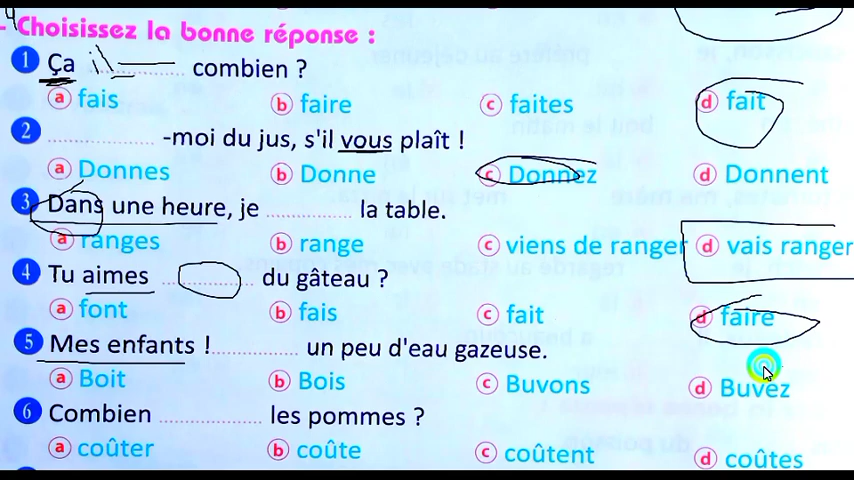 - Choisissez la bonne réponse :
1 Ça ............ combien ?
a fais b faire c faites d fait
2 ............ -moi du jus, s'il vous plaît !
a Donnes b Donne c Donnez d Donnent
3 Dans une heure, je ............ la table.
a ranges b range c viens de ranger d vais ranger
4 Tu aimes ............ du gâteau ?
a font b fais c fait d faire
5 Mes enfants ! ............ un peu d'eau gazeuse.
a Boit b Bois c Buvons d Buvez
6 Combien ............ les pommes ?
a coûter b coûte c coûtent d coûtes